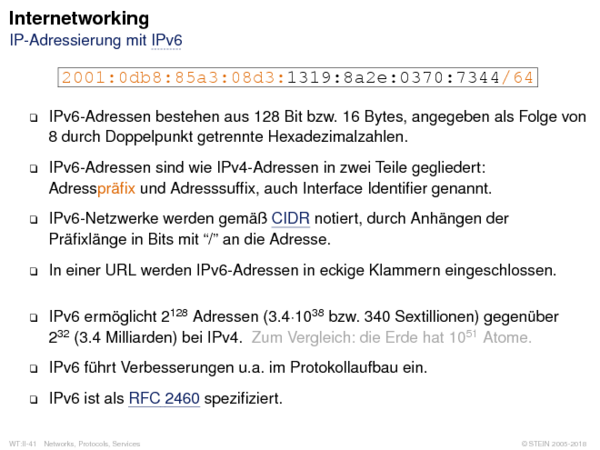 Internetworking
IP-Adressierung mit IPv6
2001:0db8:85a3:08d3:1319:8a2e:0370:7344/64
❑ IPv6-Adressen bestehen aus 128 Bit bzw. 16 Bytes, angegeben als Folge von
8 durch Doppelpunkt getrennte Hexadezimalzahlen.
❑ IPv6-Adressen sind wie IPv4-Adressen in zwei Teile gegliedert:
Adresspräfix und Adresssuffix, auch Interface Identifier genannt.
❑ IPv6-Netzwerke werden gemäß CIDR notiert, durch Anhängen der
Präfixlänge in Bits mit “/” an die Adresse.
❑ In einer URL werden IPv6-Adressen in eckige Klammern eingeschlossen.
❑ IPv6 ermöglicht 2¹²⁸ Adressen (3.4·10³⁸ bzw. 340 Sextillionen) gegenüber
2³² (3.4 Milliarden) bei IPv4. Zum Vergleich: die Erde hat 10⁵¹ Atome.
❑ IPv6 führt Verbesserungen u.a. im Protokollaufbau ein.
❑ IPv6 ist als RFC 2460 spezifiziert.
WT:II-41 Networks, Protocols, Services © STEIN 2005-2018